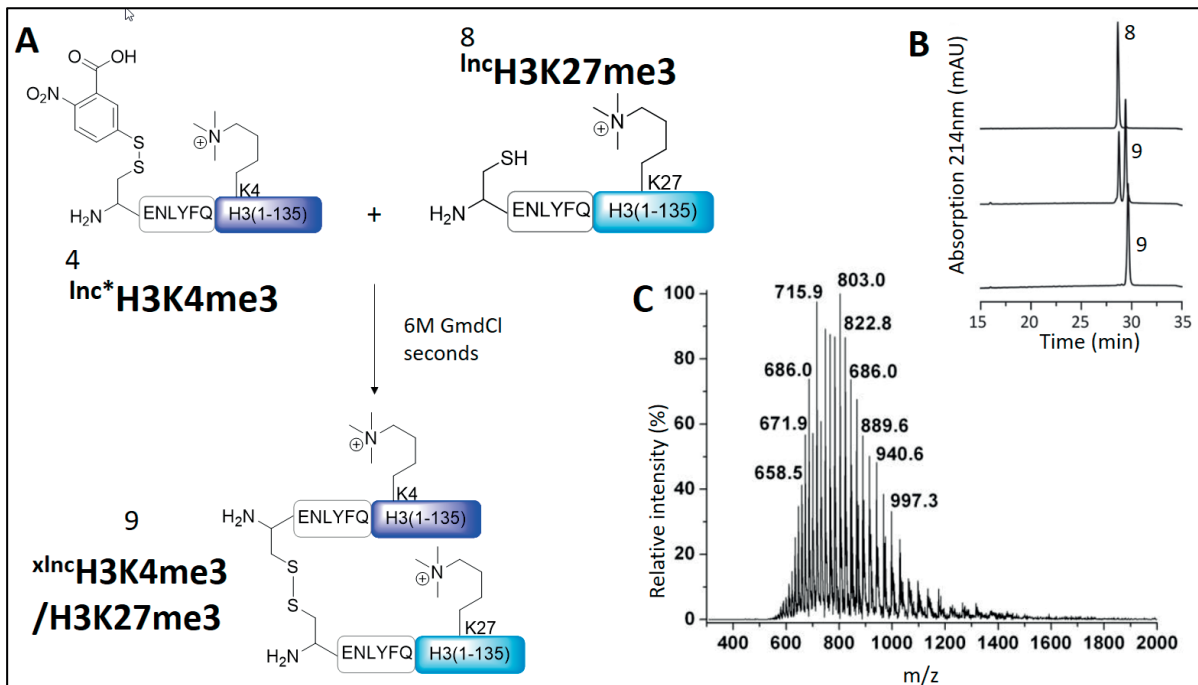 A
4
lnc*H3K4me3
O
OH
O₂N
S
S
N
⊕
K4
H₂N
ENLYFQ
H3(1-135)
+
8
lncH3K27me3
SH
N
⊕
K27
H₂N
ENLYFQ
H3(1-135)
6M GmdCl
seconds
9
xlncH3K4me3
/H3K27me3
N
⊕
K4
H₂N
ENLYFQ
H3(1-135)
S
S
N
⊕
K27
H₂N
ENLYFQ
H3(1-135)
B
Absorption 214nm (mAU)
8
9
9
15 20 25 30 35
Time (min)
C
Relative intensity (%)
100
80
60
40
20
0
715.9
803.0
822.8
686.0
686.0
671.9
889.6
658.5
940.6
997.3
400 600 800 1000 1200 1400 1600 1800 2000
m/z